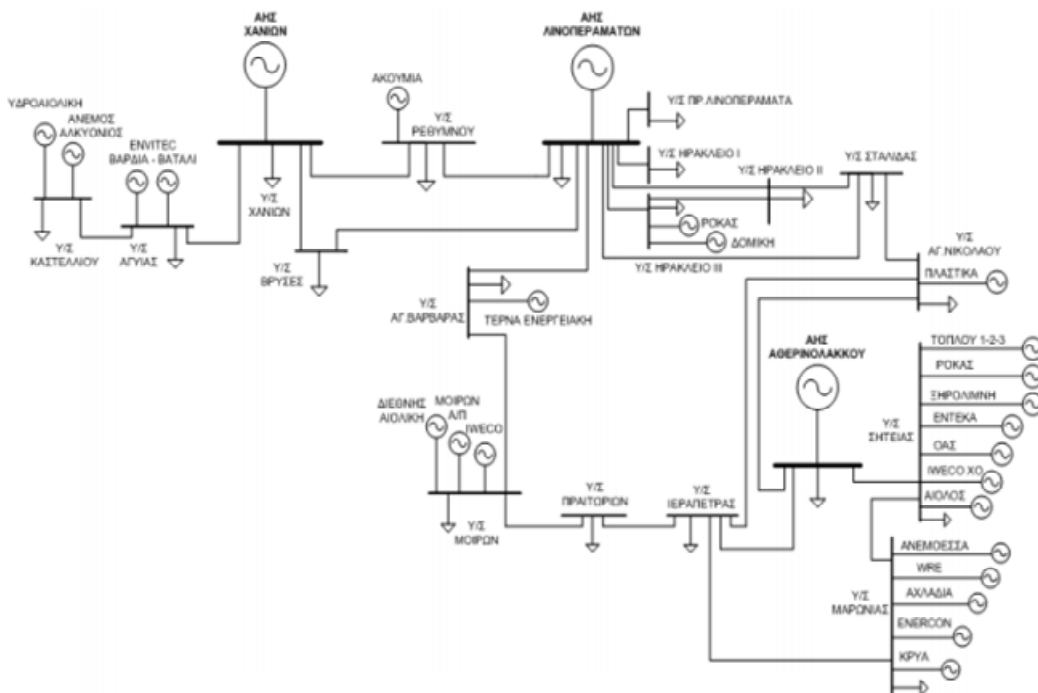 ΑΗΣ
ΧΑΝΙΩΝ
ΑΗΣ
ΛΙΝΟΠΕΡΑΜΑΤΩΝ
ΑΚΟΥΜΙΑ
ΥΔΡΟΑΙΟΛΙΚΗ
ΑΝΕΜΟΣ
ΑΛΚΥΟΝΙΟΣ
ENVITEC
ΒΑΡΔΙΑ - ΒΑΤΑΛΙ
Υ/Σ
ΡΕΘΥΜΝΟΥ
Υ/Σ ΠΡ.ΛΙΝΟΠΕΡΑΜΑΤΑ
Υ/Σ ΗΡΑΚΛΕΙΟ Ι
Υ/Σ ΗΡΑΚΛΕΙΟ ΙΙ
Υ/Σ ΣΤΑΛΙΔΑΣ
Υ/Σ
ΧΑΝΙΩΝ
ΡΟΚΑΣ
ΔΟΜΙΚΗ
Υ/Σ ΗΡΑΚΛΕΙΟ ΙΙΙ
Υ/Σ
ΚΑΣΤΕΛΛΙΟΥ
Υ/Σ
ΑΓΥΙΑΣ
Υ/Σ
ΒΡΥΣΕΣ
Υ/Σ
ΑΓ.ΝΙΚΟΛΑΟΥ
ΠΛΑΣΤΙΚΑ
Υ/Σ
ΑΓ.ΒΑΡΒΑΡΑΣ
ΤΕΡΝΑ ΕΝΕΡΓΕΙΑΚΗ
ΑΗΣ
ΑΘΕΡΙΝΟΛΑΚΚΟΥ
ΤΟΠΛΟΥ 1-2-3
ΡΟΚΑΣ
ΞΗΡΟΛΙΜΝΗ
ΕΝΤΕΚΑ
Υ/Σ
ΣΗΤΕΙΑΣ
ΟΑΣ
IWECO ΧΟ
ΑΙΟΛΟΣ
ΔΙΕΘΝΗΣ
ΑΙΟΛΙΚΗ
ΜΟΙΡΩΝ
Α/Π
IWECO
Υ/Σ
ΜΟΙΡΩΝ
Υ/Σ
ΠΡΑΙΤΟΡΙΩΝ
Υ/Σ
ΙΕΡΑΠΕΤΡΑΣ
ΑΝΕΜΟΕΣΣΑ
WRE
Υ/Σ
ΜΑΡΩΝΙΑΣ
ΑΧΛΑΔΙΑ
ENERCON
ΚΡΥΑ